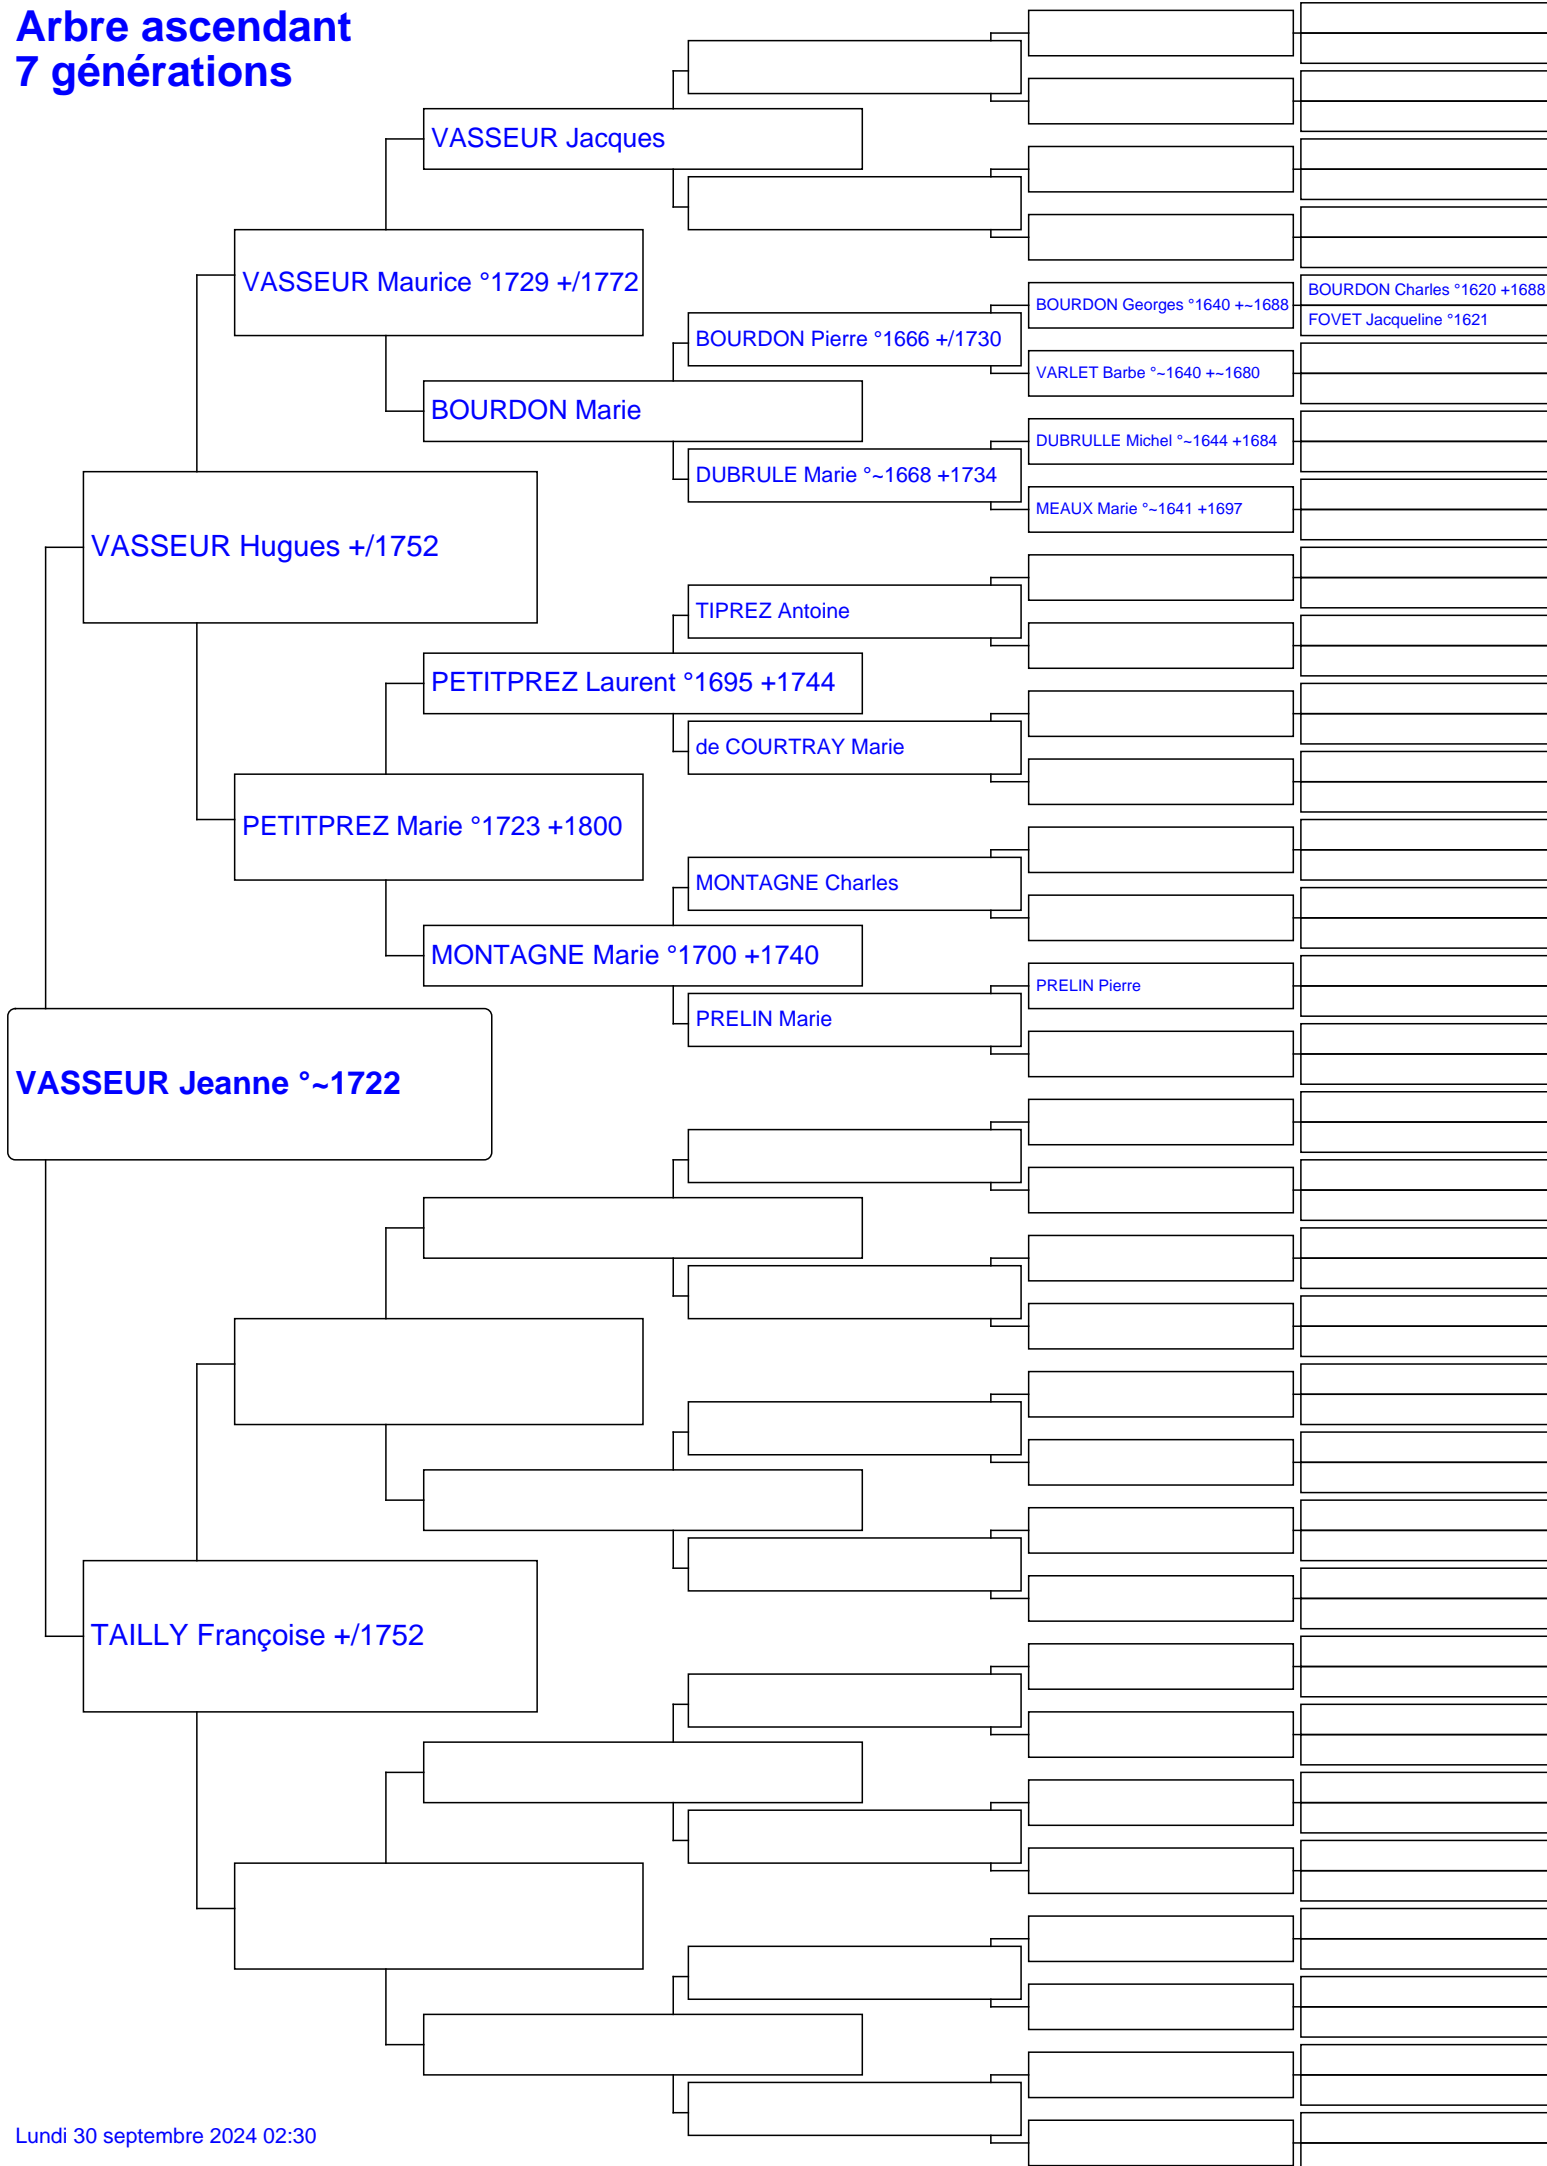 Arbre ascendant
7 générations
VASSEUR Jacques
VASSEUR Maurice °1729 +/1772
BOURDON Charles °1620 +1688
BOURDON Georges °1640 +~1688
FOVET Jacqueline °1621
BOURDON Pierre °1666 +/1730
VARLET Barbe °~1640 +~1680
BOURDON Marie
DUBRULLE Michel °~1644 +1684
DUBRULE Marie °~1668 +1734
MEAUX Marie °~1641 +1697
VASSEUR Hugues +/1752
TIPREZ Antoine
PETITPREZ Laurent °1695 +1744
de COURTRAY Marie
PETITPREZ Marie °1723 +1800
MONTAGNE Charles
MONTAGNE Marie °1700 +1740
PRELIN Pierre
PRELIN Marie
VASSEUR Jeanne °~1722
TAILLY Françoise +/1752
Lundi 30 septembre 2024 02:30